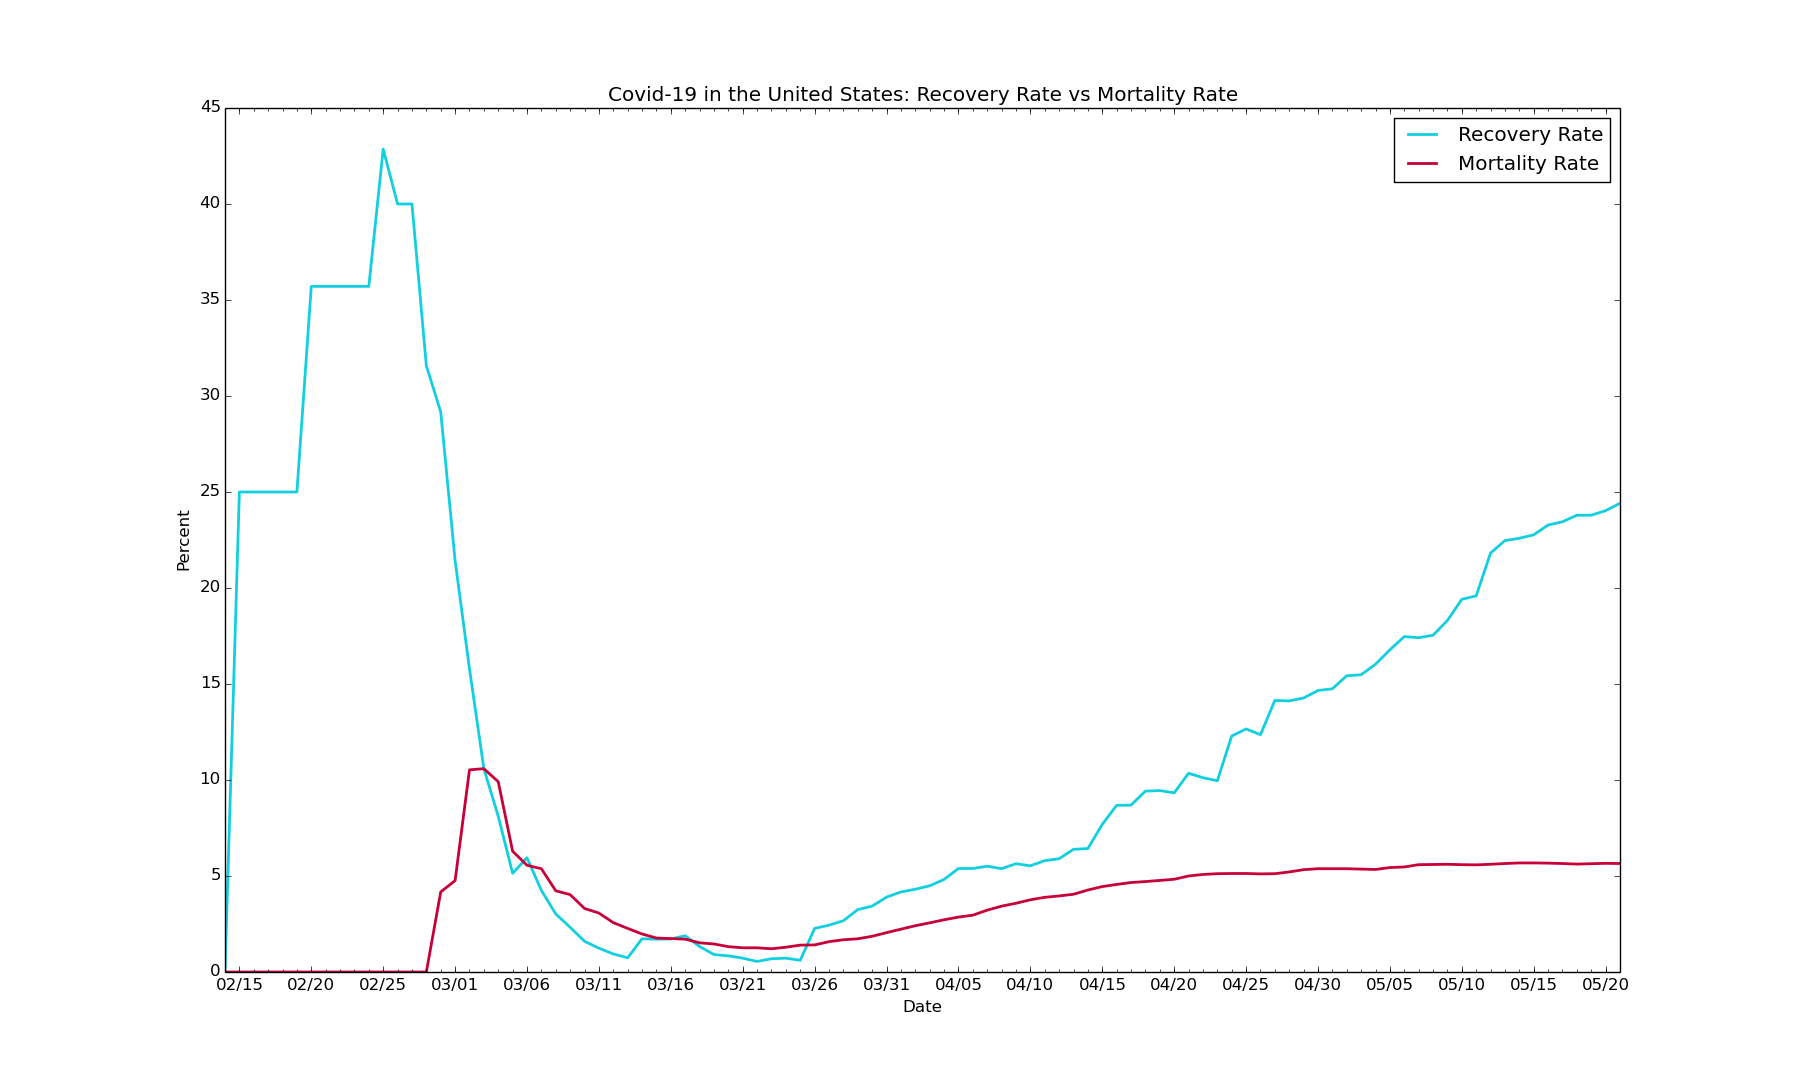 Covid-19 in the United States: Recovery Rate vs Mortality Rate
Recovery Rate
Mortality Rate
45
40
35
30
25
20
15
10
5
0
Percent
02/15 02/20 02/25 03/01 03/06 03/11 03/16 03/21 03/26 03/31 04/05 04/10 04/15 04/20 04/25 04/30 05/05 05/10 05/15 05/20
Date